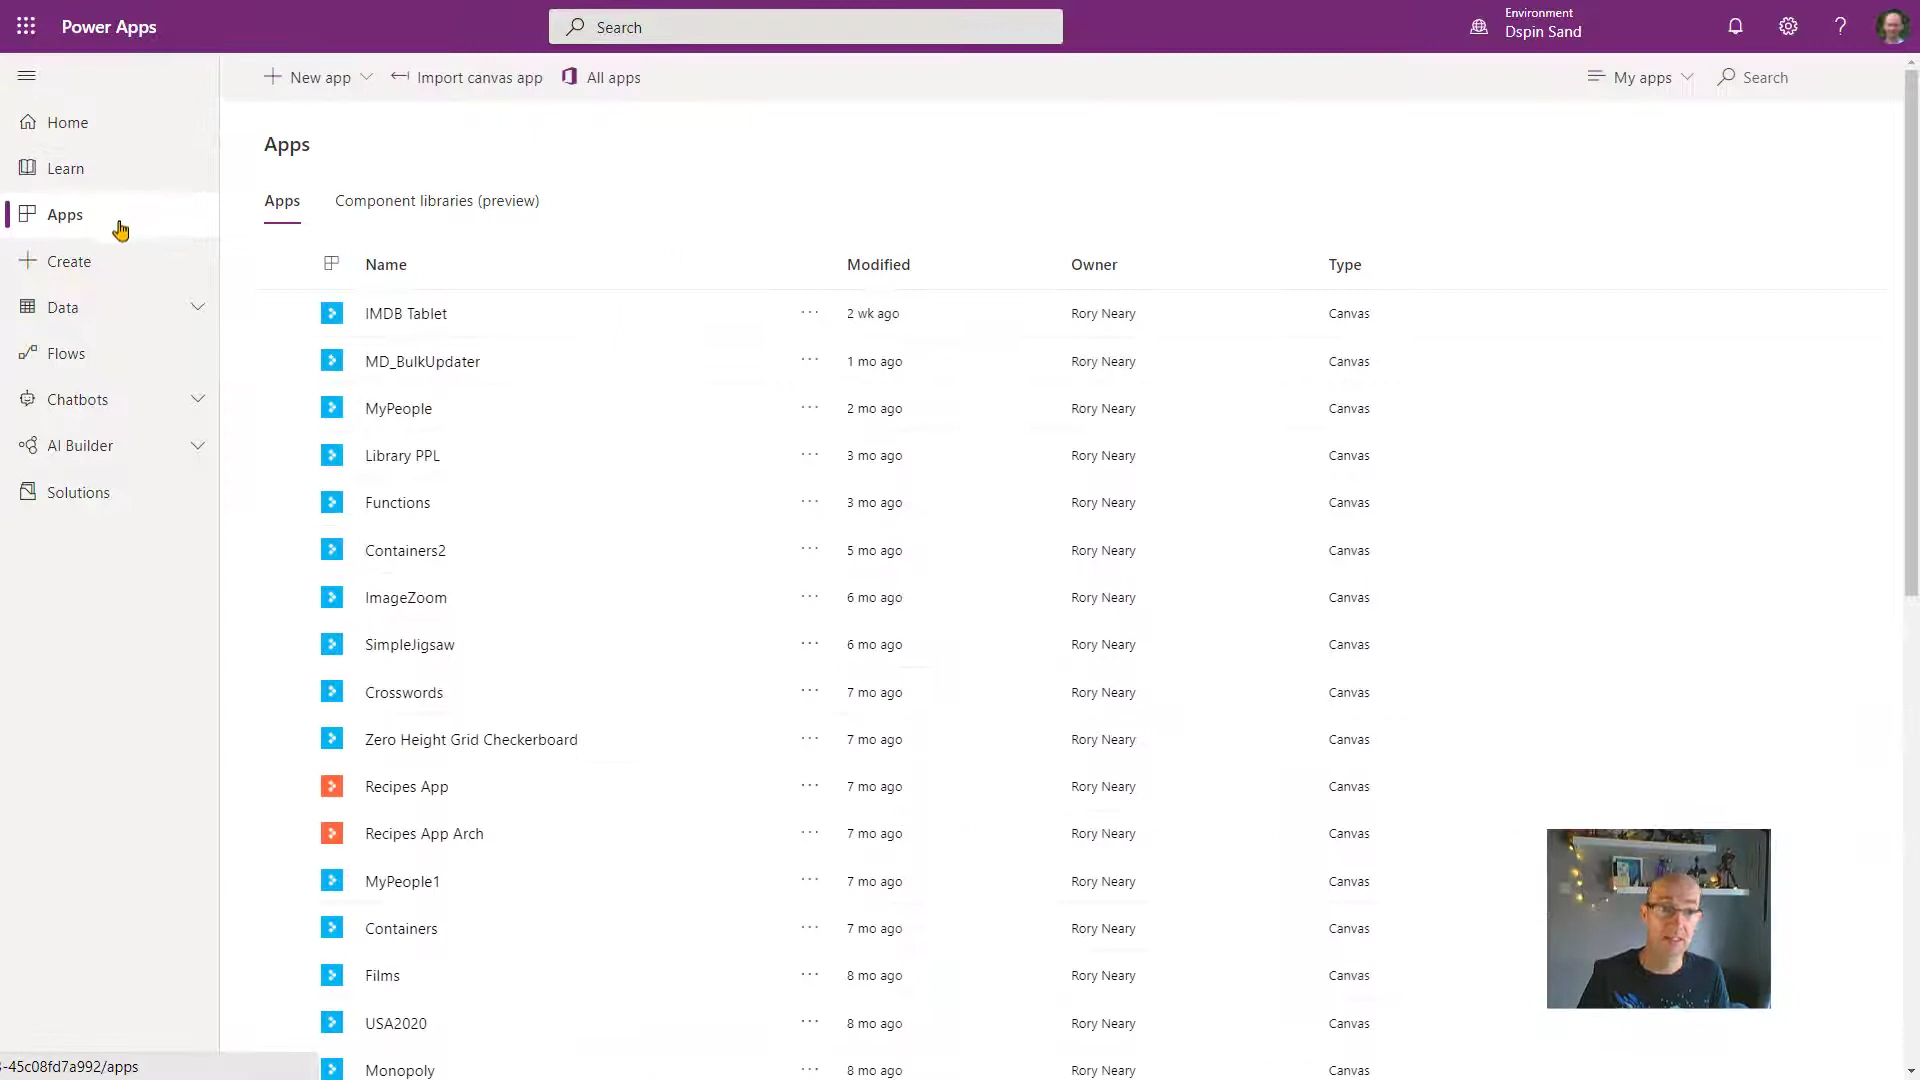 Power Apps
Search
Environment
Dspin Sand
New app
Import canvas app
All apps
My apps
Search
Home
Learn
Apps
Create
Data
Flows
Chatbots
AI Builder
Solutions
Apps
Apps
Component libraries (preview)
Name Modified Owner Type
IMDB Tablet ... 2 wk ago Rory Neary Canvas
MD_BulkUpdater ... 1 mo ago Rory Neary Canvas
MyPeople ... 2 mo ago Rory Neary Canvas
Library PPL ... 3 mo ago Rory Neary Canvas
Functions ... 3 mo ago Rory Neary Canvas
Containers2 ... 5 mo ago Rory Neary Canvas
ImageZoom ... 6 mo ago Rory Neary Canvas
SimpleJigsaw ... 6 mo ago Rory Neary Canvas
Crosswords ... 7 mo ago Rory Neary Canvas
Zero Height Grid Checkerboard ... 7 mo ago Rory Neary Canvas
Recipes App ... 7 mo ago Rory Neary Canvas
Recipes App Arch ... 7 mo ago Rory Neary Canvas
MyPeople1 ... 7 mo ago Rory Neary Canvas
Containers ... 7 mo ago Rory Neary Canvas
Films ... 8 mo ago Rory Neary Canvas
USA2020 ... 8 mo ago Rory Neary Canvas
Monopoly ... 8 mo ago Rory Neary Canvas
-45c08fd7a992/apps